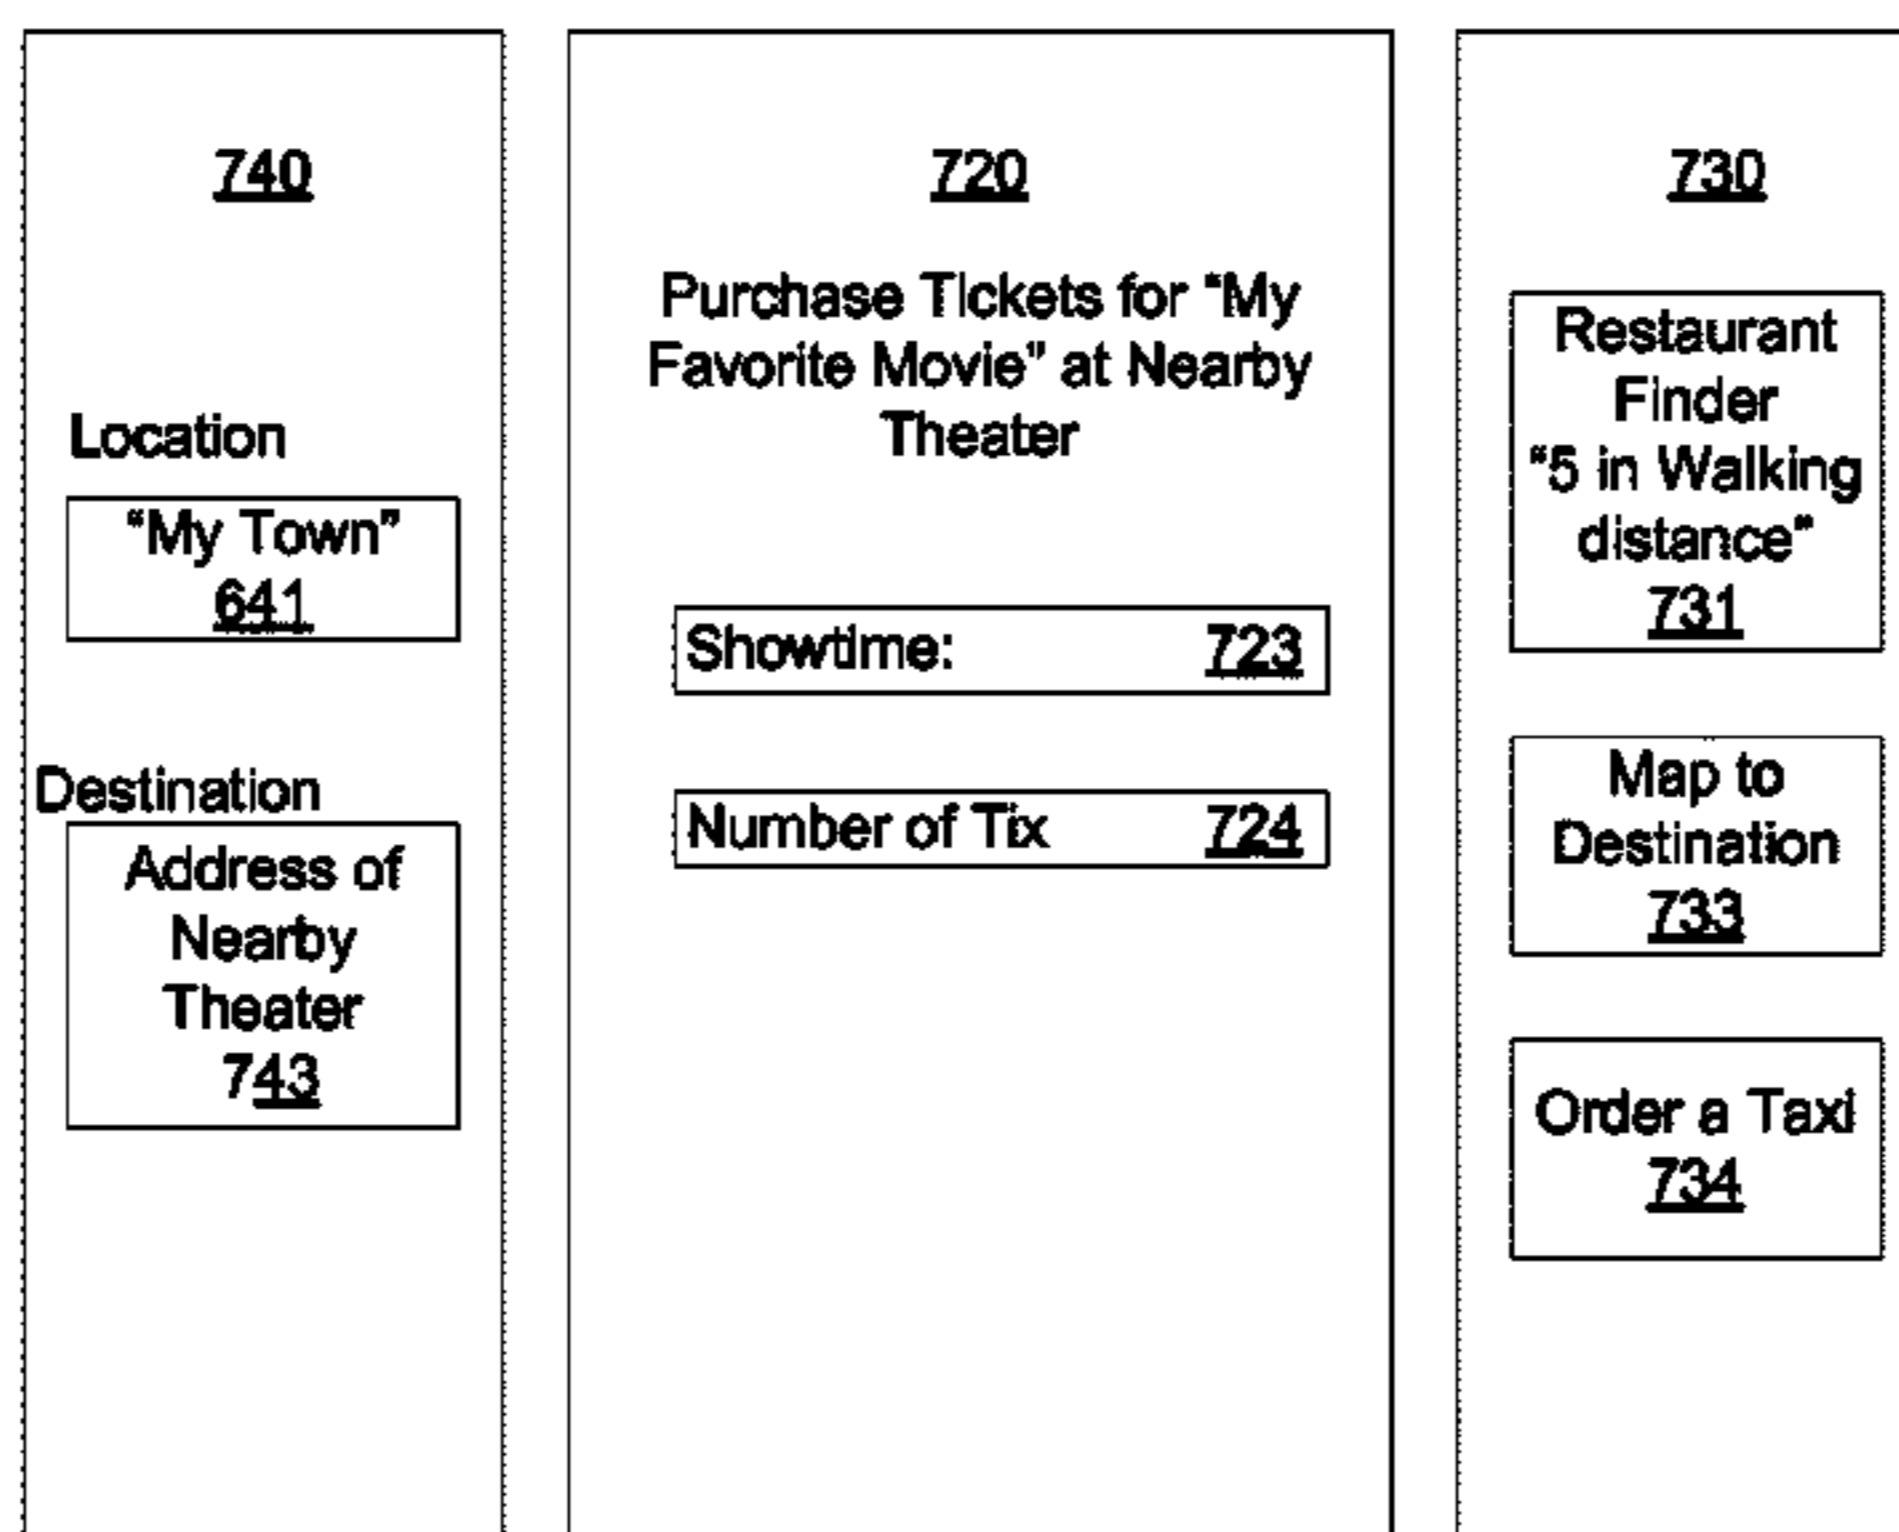 740
Location
"My Town"
641
Destination
Address of
Nearby
Theater
743
720
Purchase Tickets for "My
Favorite Movie" at Nearby
Theater
Showtime: 723
Number of Tix 724
730
Restaurant
Finder
"5 in Walking
distance"
731
Map to
Destination
733
Order a Taxi
734